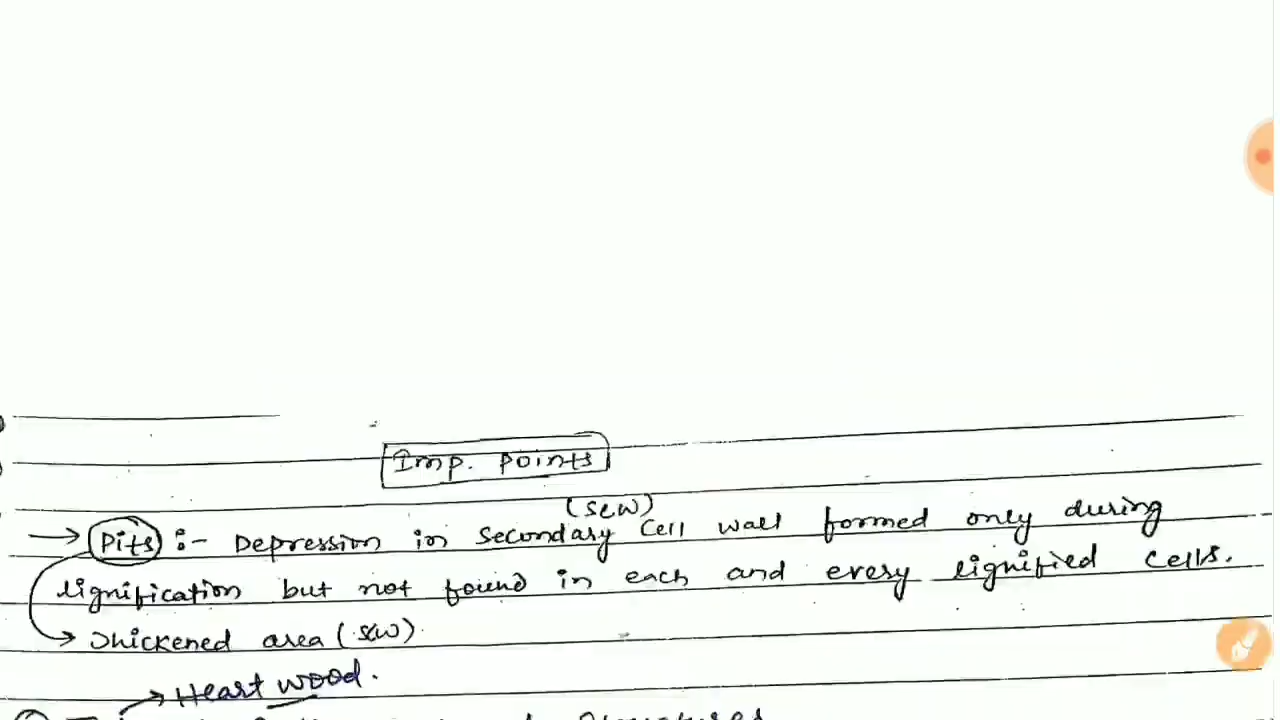 Imp. points
(SCW)
→ Pits :- Depression in secondary cell wall formed only during
lignification but not found in each and every lignified cells.
→ Thickened area (SCW).
→ Heart wood.
structures